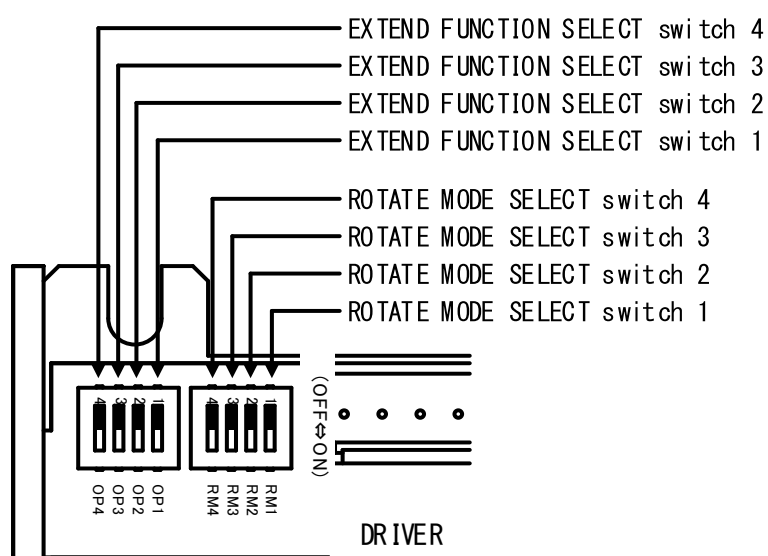 EXTEND FUNCTION SELECT switch 4
EXTEND FUNCTION SELECT switch 3
EXTEND FUNCTION SELECT switch 2
EXTEND FUNCTION SELECT switch 1
ROTATE MODE SELECT switch 4
ROTATE MODE SELECT switch 3
ROTATE MODE SELECT switch 2
ROTATE MODE SELECT switch 1
4 3 2 1
4 3 2 1
(OFF⇔ON)
OP4 OP3 OP2 OP1
RM4 RM3 RM2 RM1
DRIVER